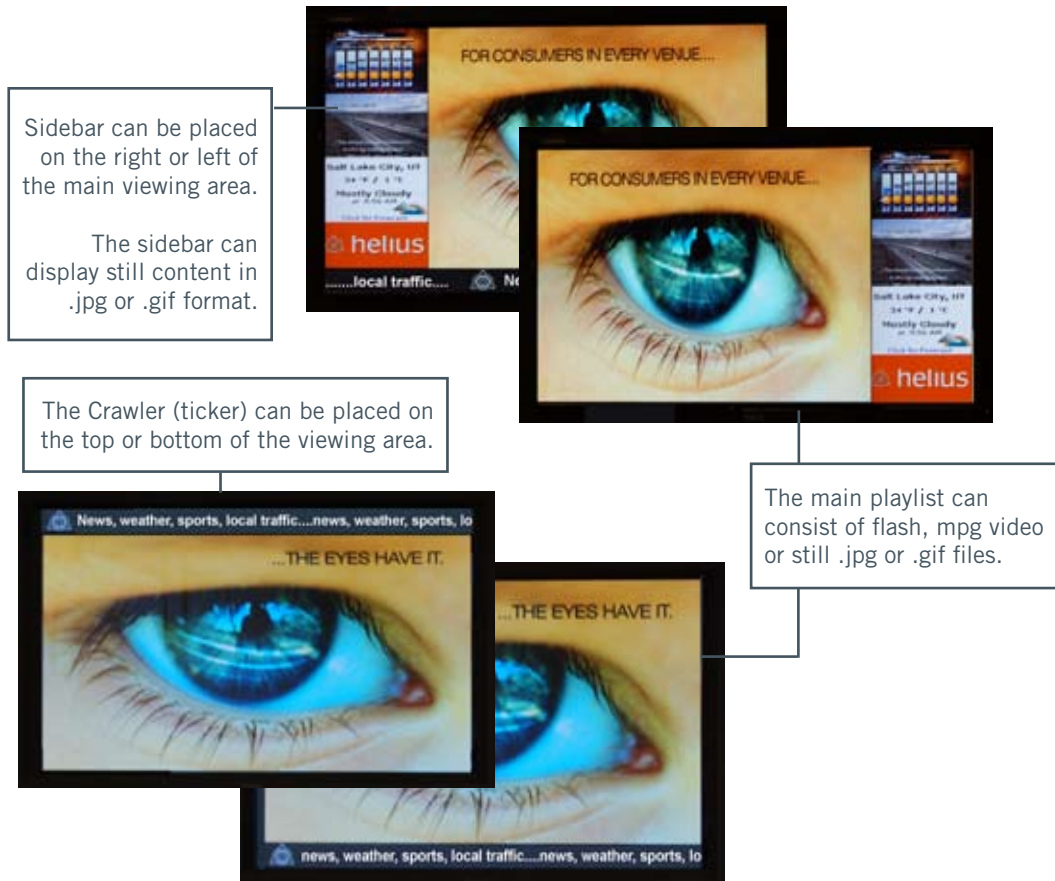 FOR CONSUMERS IN EVERY VENUE....
Sidebar can be placed
on the right or left of
the main viewing area.
The sidebar can
display still content in
.jpg or .gif format.
Salt Lake City, UT
Mostly Cloudy
helius
.......local traffic....
FOR CONSUMERS IN EVERY VENUE....
Salt Lake City, UT
Mostly Cloudy
helius
The Crawler (ticker) can be placed on
the top or bottom of the viewing area.
The main playlist can
consist of flash, mpg video
or still .jpg or .gif files.
News, weather, sports, local traffic....news, weather, sports, lo
...THE EYES HAVE IT.
...THE EYES HAVE IT.
news, weather, sports, local traffic....news, weather, sports, lo